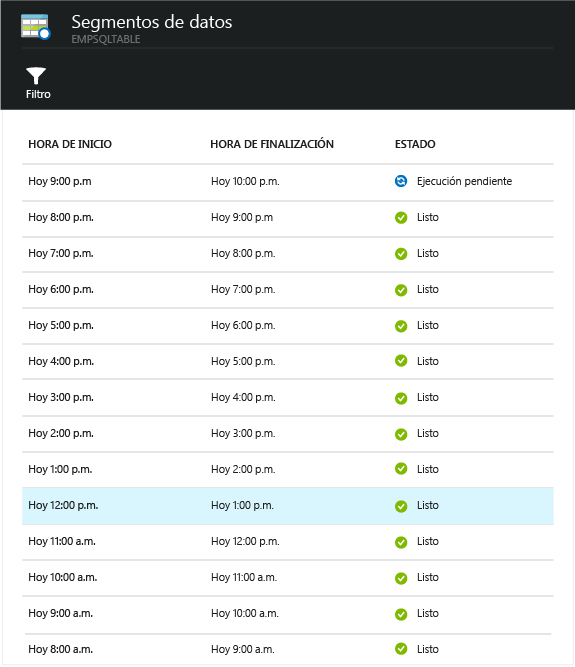 Segmentos de datos
EMPSQLTABLE
Filtro
HORA DE INICIO HORA DE FINALIZACIÓN ESTADO
Hoy 9:00 p.m Hoy 10:00 p.m. Ejecución pendiente
Hoy 8:00 p.m. Hoy 9:00 p.m Listo
Hoy 7:00 p.m. Hoy 8:00 p.m. Listo
Hoy 6:00 p.m. Hoy 7:00 p.m. Listo
Hoy 5:00 p.m. Hoy 6:00 p.m. Listo
Hoy 4:00 p.m. Hoy 5:00 p.m. Listo
Hoy 3:00 p.m. Hoy 4:00 p.m. Listo
Hoy 2:00 p.m. Hoy 3:00 p.m. Listo
Hoy 1:00 p.m. Hoy 2:00 p.m. Listo
Hoy 12:00 p.m. Hoy 1:00 p.m. Listo
Hoy 11:00 a.m. Hoy 12:00 p.m. Listo
Hoy 10:00 a.m. Hoy 11:00 a.m. Listo
Hoy 9:00 a.m. Hoy 10:00 a.m. Listo
Hoy 8:00 a.m. Hoy 9:00 a.m. Listo